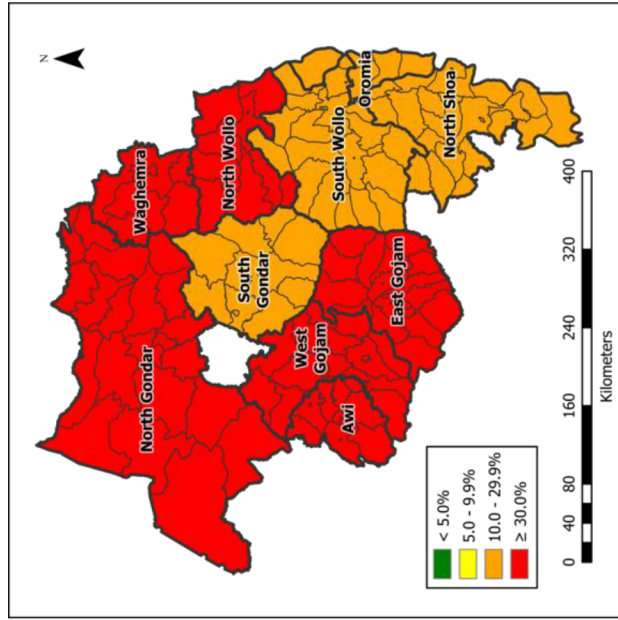 N
Waghemra
North Gondar
North Wollo
South
Gondar
South Wollo
Oromia
West
Gojam
North Shoa
East Gojam
Awi
< 5.0%
5.0 - 9.9%
10.0 - 29.9%
≥ 30.0%
0 40 80 160 240 320 400
Kilometers